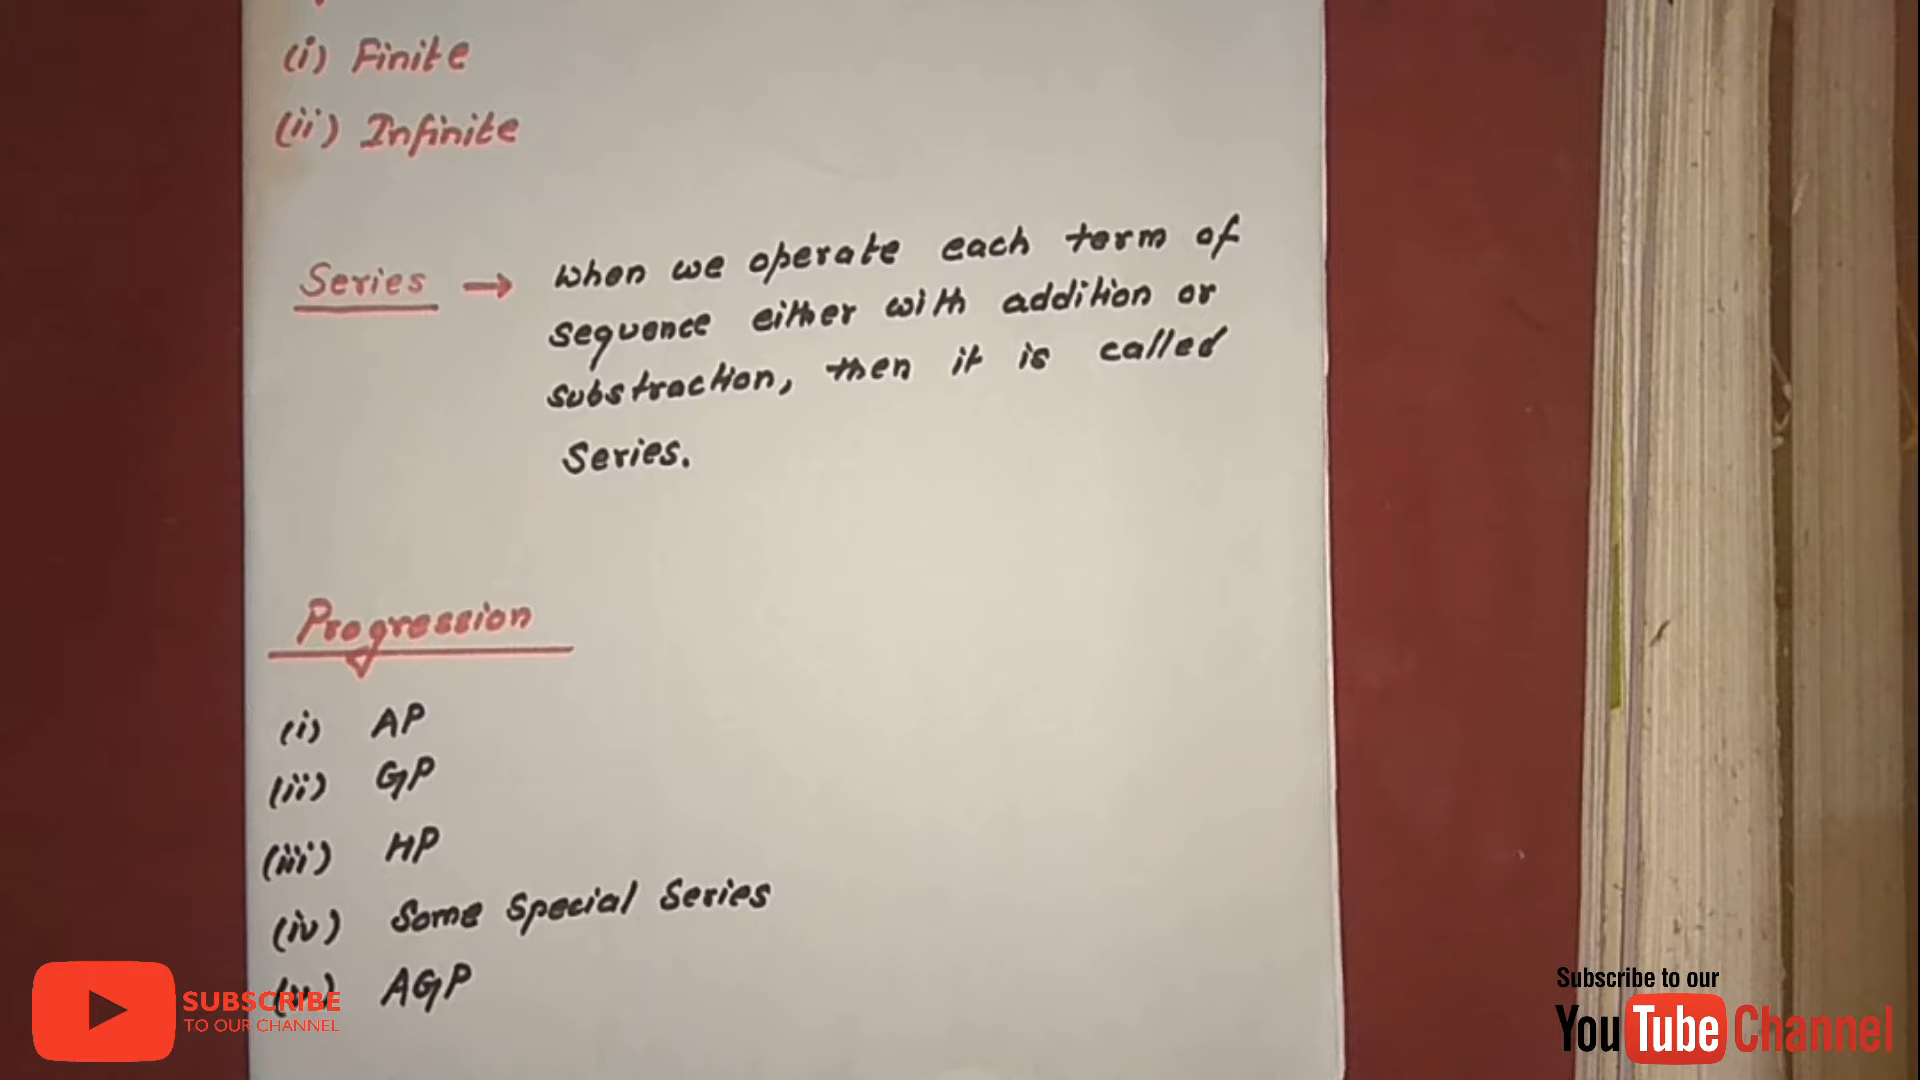 (i) Finite
(ii) Infinite
Series → When we operate each term of
sequence either with addition or
substraction, then it is called
Series.
Progression
(i) AP
(ii) GP
(iii) HP
(iv) Some Special Series
(v) AGP
SUBSCRIBE
TO OUR CHANNEL
Subscribe to our
YouTube Channel